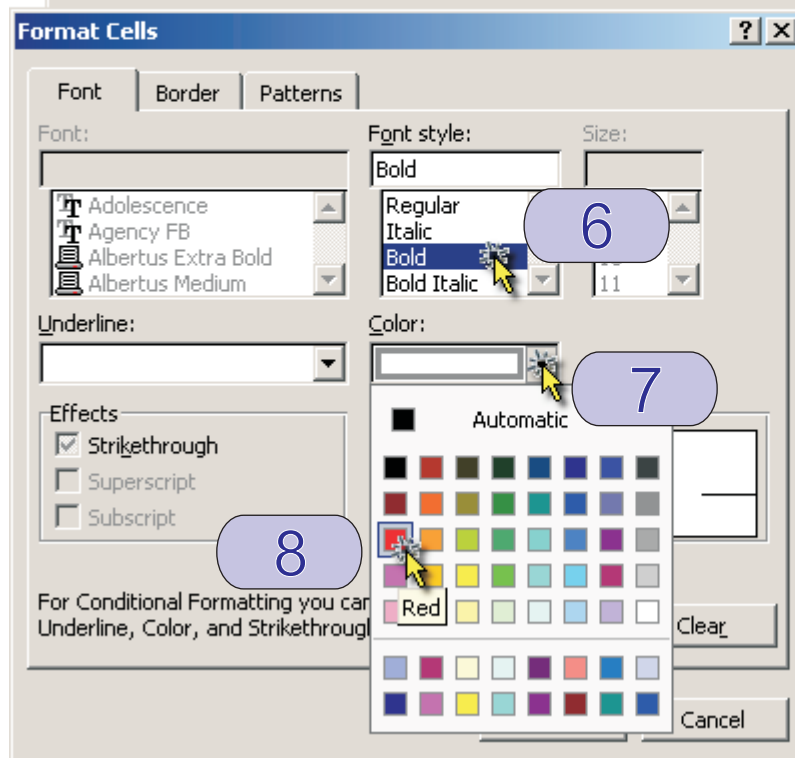 Format Cells
Font Border Patterns
Font: Font style: Size:
Bold
Adolescence
Agency FB
Albertus Extra Bold
Albertus Medium
Regular
Italic
Bold
Bold Italic
11
6
Underline: Color:
7
Effects
Strikethrough
Superscript
Subscript
Automatic
8
Red
For Conditional Formatting you can
Underline, Color, and Strikethrough
Clear
Cancel